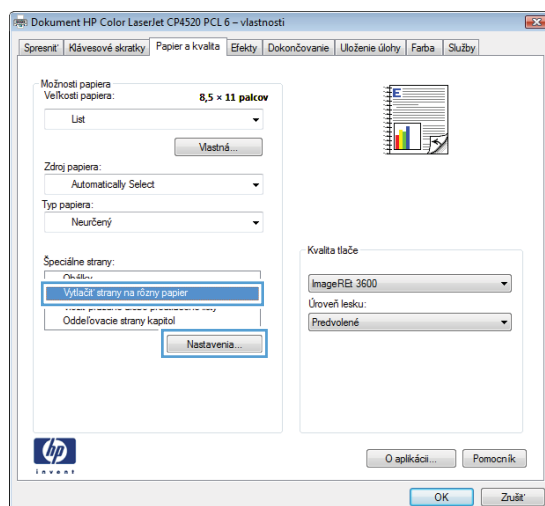 Dokument HP Color LaserJet CP4520 PCL 6 – vlastnosti
Spresniť Klávesové skratky Papier a kvalita Efekty Dokončovanie Uloženie úlohy Farba Služby
Možnosti papiera
Veľkosti papiera: 8,5 × 11 palcov
List
Vlastná...
Zdroj papiera:
Automatically Select
Typ papiera:
Neurčený
Špeciálne strany:
Obálky
Vytlačiť strany na rôzny papier
Oddeľovacie strany kapitol
Nastavenia...
E
Kvalita tlače
ImageREt 3600
Úroveň lesku:
Predvolené
hp
invent
O aplikácii... Pomocník
OK Zrušiť